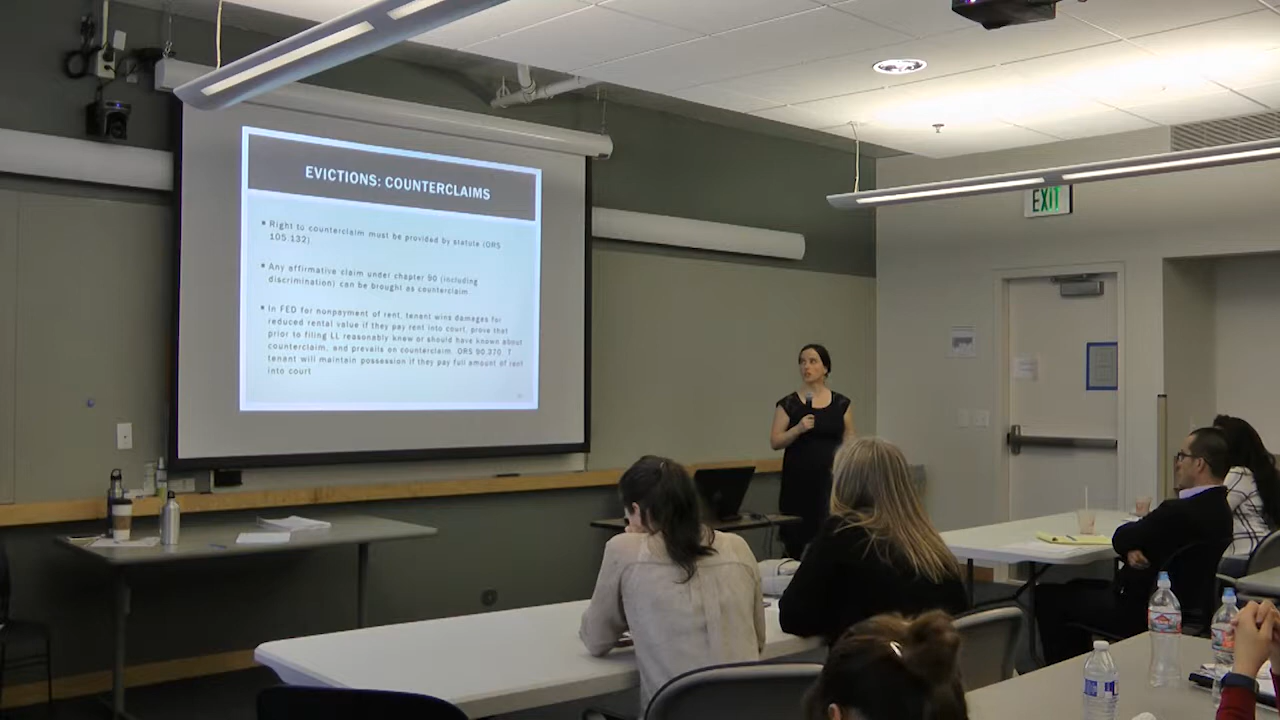 EVICTIONS: COUNTERCLAIMS
▪ Right to counterclaim must be provided by statute (ORS
105.132)
▪ Any affirmative claim under chapter 90 (including
discrimination) can be brought as counterclaim
▪ In FED for nonpayment of rent, tenant wins damages for
reduced rental value if they pay rent into court, prove that
prior to filing LL reasonably knew or should have known about
counterclaim, and prevails on counterclaim. ORS 90.370. T
tenant will maintain possession if they pay full amount of rent
into court
EXIT